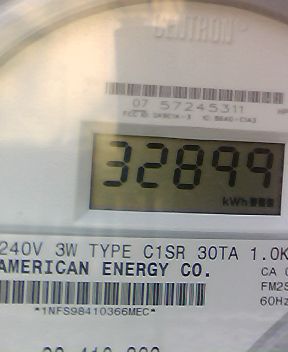 CENTRON
07 57245311
32899
kWh
240V 3W TYPE C1SR 30TA 1.0K
AMERICAN ENERGY CO.
CA
FM2S
60Hz
*1NFS98410366MEC*